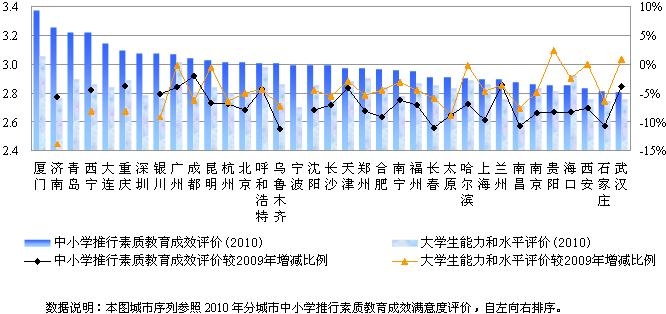 3.4
3.2
3.0
2.8
2.6
2.4
10%
5%
0%
-5%
-10%
-15%
厦门
济南
青岛
西宁
大连
重庆
深圳
银川
广州
成都
昆明
杭州
北京
呼和浩特
乌鲁木齐
宁波
沈阳
长沙
天津
郑州
合肥
南宁
福州
长春
太原
哈尔滨
上海
兰州
南昌
南京
贵阳
海口
西安
石家庄
武汉
中小学推行素质教育成效评价(2010)
大学生能力和水平评价(2010)
中小学推行素质教育成效评价较2009年增减比例
大学生能力和水平评价较2009年增减比例
数据说明：本图城市序列参照2010年分城市中小学推行素质教育成效满意度评价，自左向右排序。